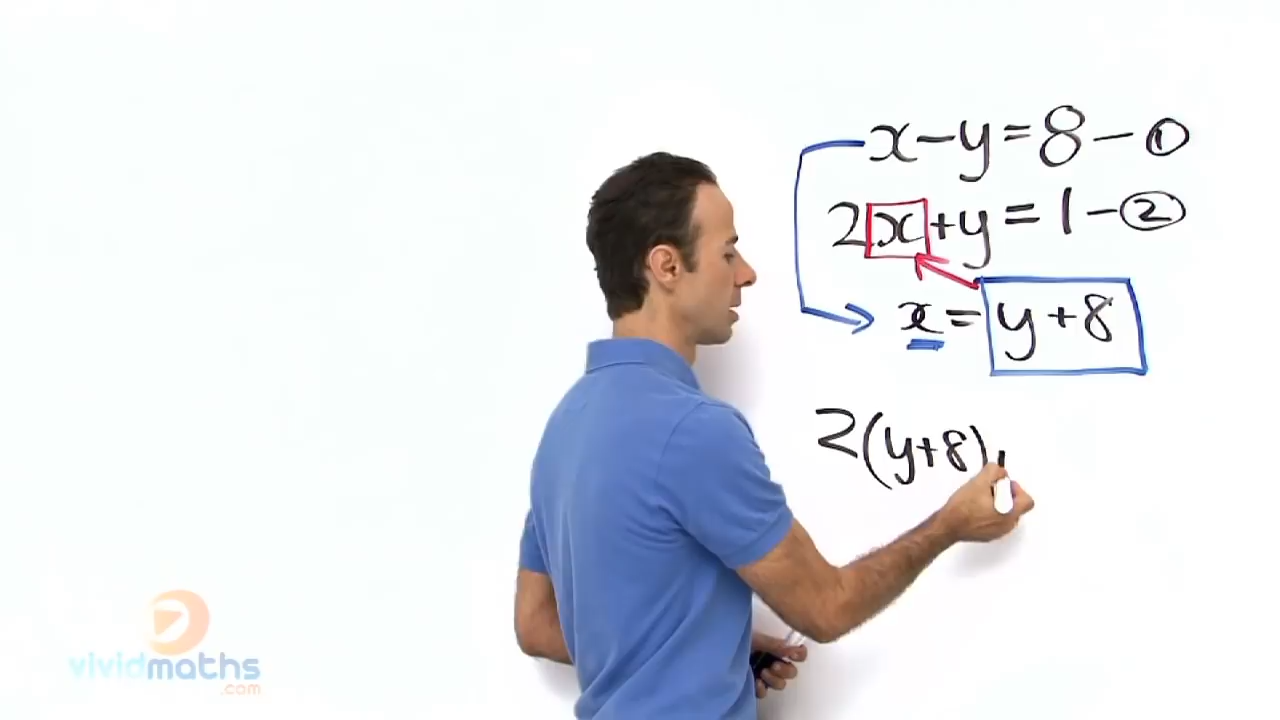 x-y=8-①
2x+y=1-②
x=y+8
2(y+8)
vividmaths
.com